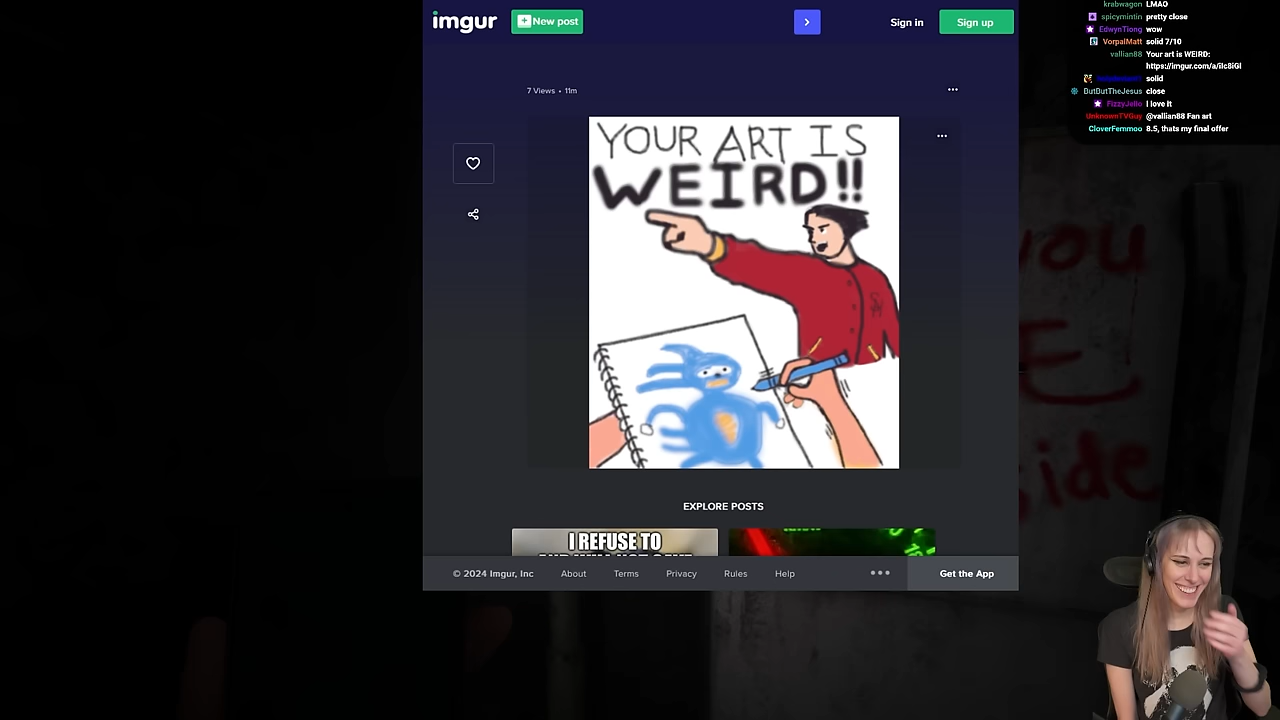 imgur
New post
Sign in
Sign up
7 Views • 11m
YOUR ART IS
WEIRD!!
EXPLORE POSTS
I REFUSE TO
© 2024 Imgur, Inc
About
Terms
Privacy
Rules
Help
Get the App
krabwagon LMAO
spicymintin pretty close
EdwynTiong wow
VorpalMatt solid 7/10
vallian88 Your art is WEIRD:
solid
ButButTheJesus close
FizzyJello I love it
UnknownTVGuy @vallian88 Fan art
CloverFemmoo 8.5, thats my final offer
you